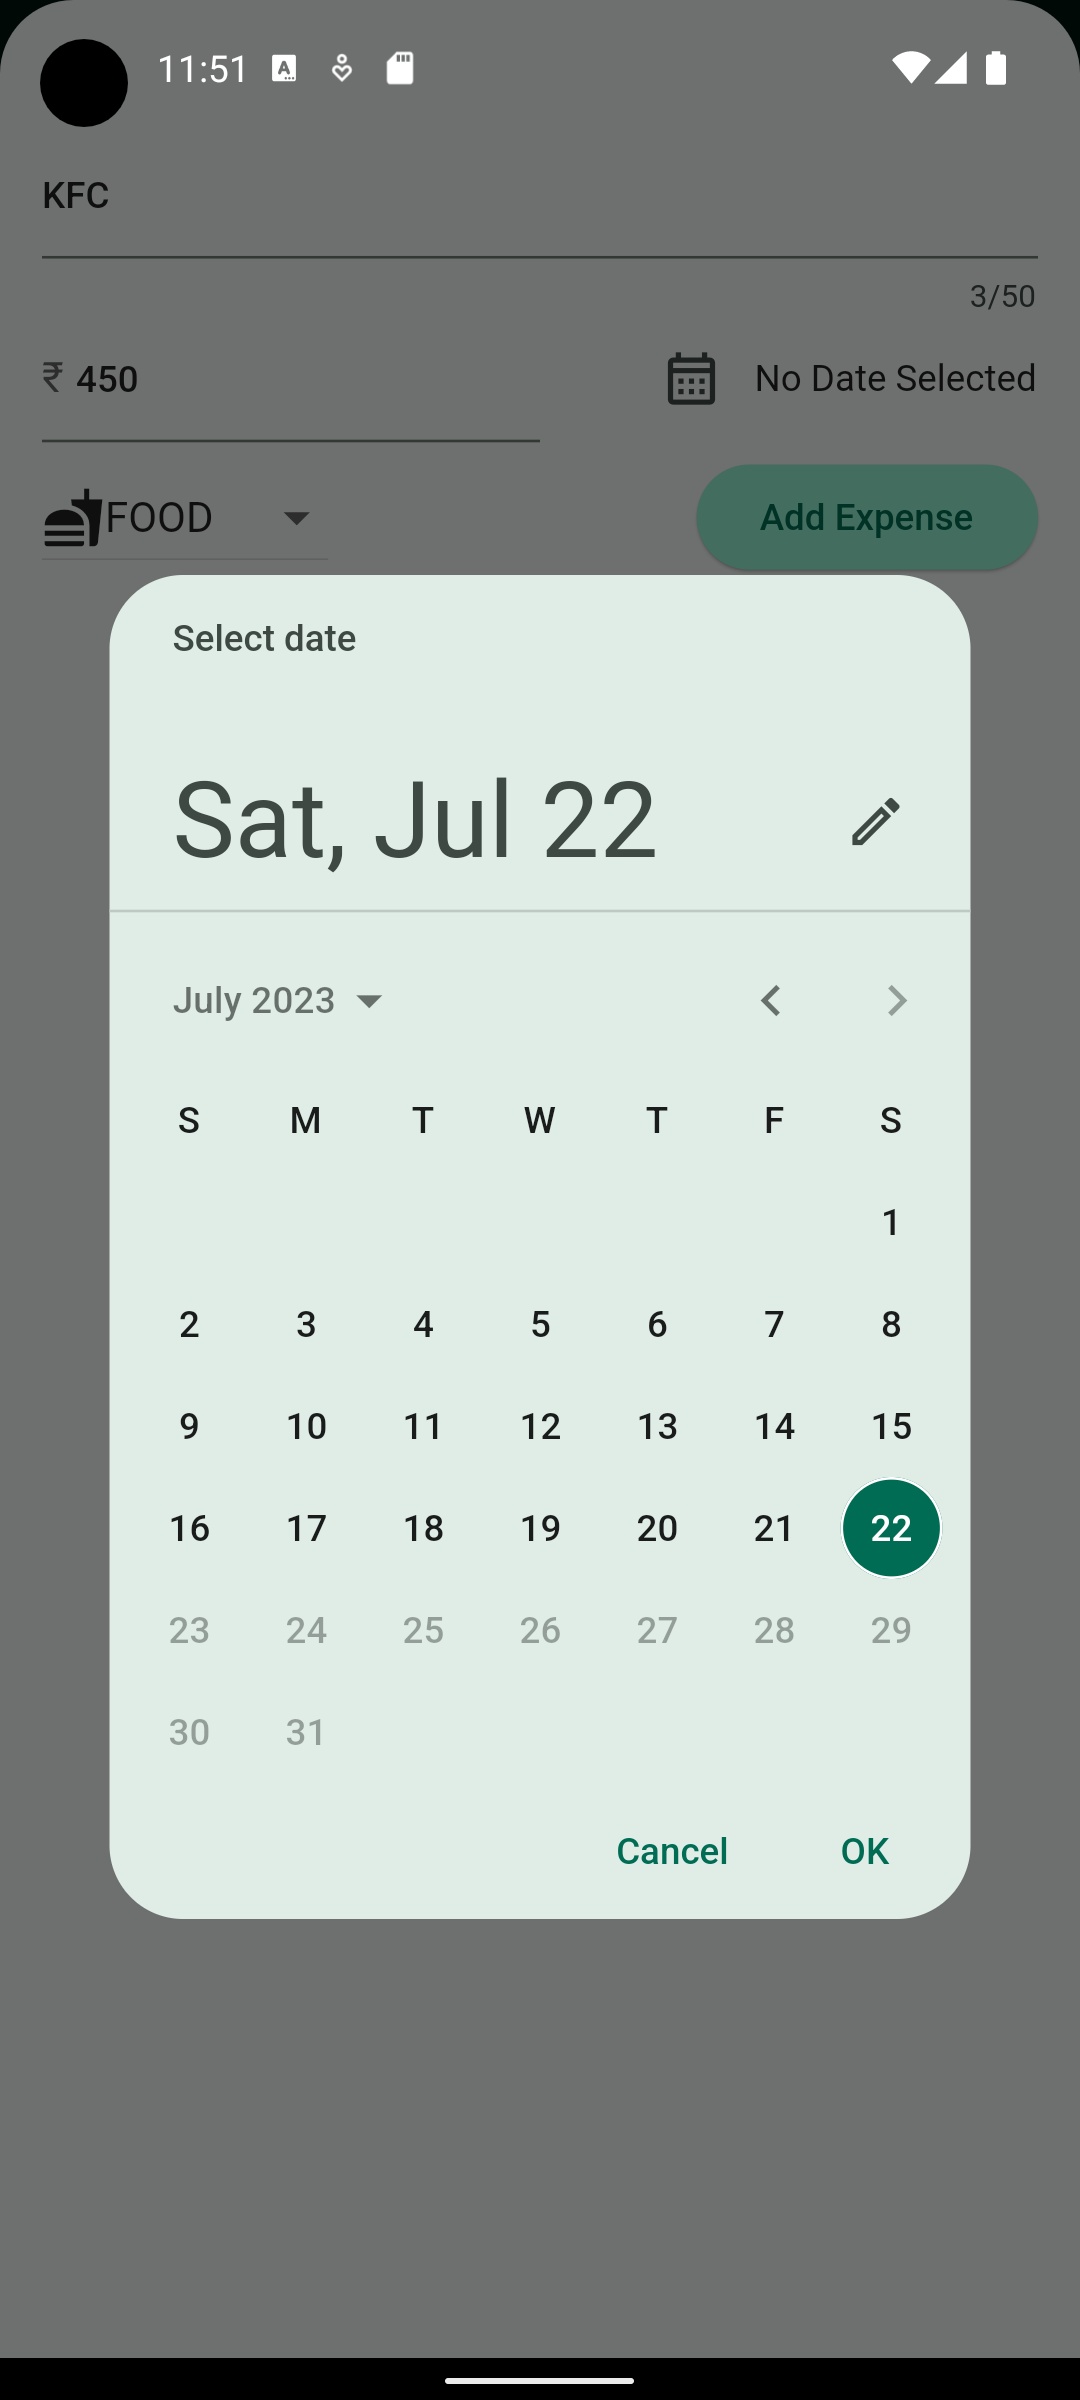 11:51
KFC
3/50
₹ 450 No Date Selected
FOOD Add Expense
Select date
Sat, Jul 22
July 2023
S M T W T F S
1
2 3 4 5 6 7 8
9 10 11 12 13 14 15
16 17 18 19 20 21 22
23 24 25 26 27 28 29
30 31
Cancel OK